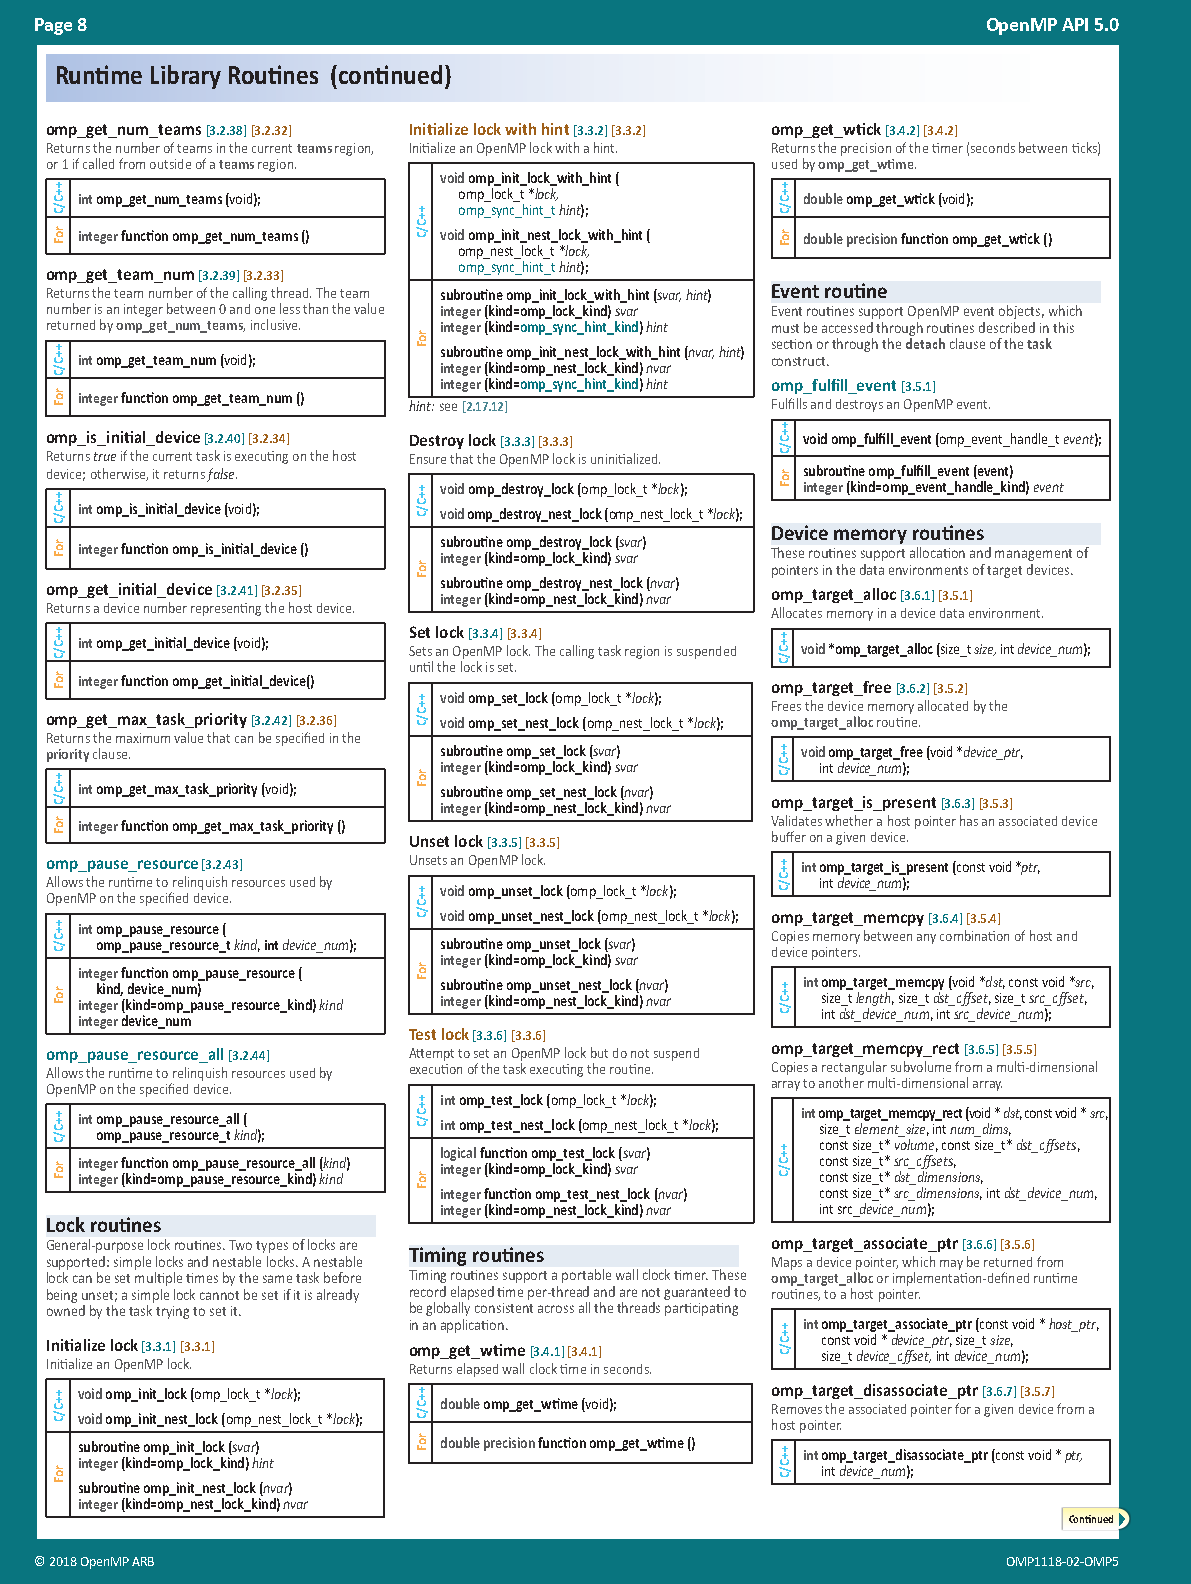 Page 8
OpenMP API 5.0
Runtime Library Routines (continued)
omp_get_num_teams [3.2.38] [3.2.32]
Returns the number of teams in the current teams region,
or 1 if called from outside of a teams region.
C/C++
int omp_get_num_teams (void);
For
integer function omp_get_num_teams ()
omp_get_team_num [3.2.39] [3.2.33]
Returns the team number of the calling thread. The team
number is an integer between 0 and one less than the value
returned by omp_get_num_teams, inclusive.
C/C++
int omp_get_team_num (void);
For
integer function omp_get_team_num ()
omp_is_initial_device [3.2.40] [3.2.34]
Returns true if the current task is executing on the host
device; otherwise, it returns false.
C/C++
int omp_is_initial_device (void);
For
integer function omp_is_initial_device ()
omp_get_initial_device [3.2.41] [3.2.35]
Returns a device number representing the host device.
C/C++
int omp_get_initial_device (void);
For
integer function omp_get_initial_device()
omp_get_max_task_priority [3.2.42] [3.2.36]
Returns the maximum value that can be specified in the
priority clause.
C/C++
int omp_get_max_task_priority (void);
For
integer function omp_get_max_task_priority ()
omp_pause_resource [3.2.43]
Allows the runtime to relinquish resources used by
OpenMP on the specified device.
C/C++
int omp_pause_resource (
omp_pause_resource_t kind, int device_num);
For
integer function omp_pause_resource (
kind, device_num)
integer (kind=omp_pause_resource_kind) kind
integer device_num
omp_pause_resource_all [3.2.44]
Allows the runtime to relinquish resources used by
OpenMP on the specified device.
C/C++
int omp_pause_resource_all (
omp_pause_resource_t kind);
For
integer function omp_pause_resource_all (kind)
integer (kind=omp_pause_resource_kind) kind
Lock routines
General-purpose lock routines. Two types of locks are
supported: simple locks and nestable locks. A nestable
lock can be set multiple times by the same task before
being unset; a simple lock cannot be set if it is already
owned by the task trying to set it.
Initialize lock [3.3.1] [3.3.1]
Initialize an OpenMP lock.
C/C++
void omp_init_lock (omp_lock_t *lock);
void omp_init_nest_lock (omp_nest_lock_t *lock);
For
subroutine omp_init_lock (svar)
integer (kind=omp_lock_kind) hint
subroutine omp_init_nest_lock (nvar)
integer (kind=omp_nest_lock_kind) nvar
Initialize lock with hint [3.3.2] [3.3.2]
Initialize an OpenMP lock with a hint.
C/C++
void omp_init_lock_with_hint (
omp_lock_t *lock,
omp_sync_hint_t hint);
void omp_init_nest_lock_with_hint (
omp_nest_lock_t *lock,
omp_sync_hint_t hint);
For
subroutine omp_init_lock_with_hint (svar, hint)
integer (kind=omp_lock_kind) svar
integer (kind=omp_sync_hint_kind) hint
subroutine omp_init_nest_lock_with_hint (nvar, hint)
integer (kind=omp_nest_lock_kind) nvar
integer (kind=omp_sync_hint_kind) hint
hint: see [2.17.12]
Destroy lock [3.3.3] [3.3.3]
Ensure that the OpenMP lock is uninitialized.
C/C++
void omp_destroy_lock (omp_lock_t *lock);
void omp_destroy_nest_lock (omp_nest_lock_t *lock);
For
subroutine omp_destroy_lock (svar)
integer (kind=omp_lock_kind) svar
subroutine omp_destroy_nest_lock (nvar)
integer (kind=omp_nest_lock_kind) nvar
Set lock [3.3.4] [3.3.4]
Sets an OpenMP lock. The calling task region is suspended
until the lock is set.
C/C++
void omp_set_lock (omp_lock_t *lock);
void omp_set_nest_lock (omp_nest_lock_t *lock);
For
subroutine omp_set_lock (svar)
integer (kind=omp_lock_kind) svar
subroutine omp_set_nest_lock (nvar)
integer (kind=omp_nest_lock_kind) nvar
Unset lock [3.3.5] [3.3.5]
Unsets an OpenMP lock.
C/C++
void omp_unset_lock (omp_lock_t *lock);
void omp_unset_nest_lock (omp_nest_lock_t *lock);
For
subroutine omp_unset_lock (svar)
integer (kind=omp_lock_kind) svar
subroutine omp_unset_nest_lock (nvar)
integer (kind=omp_nest_lock_kind) nvar
Test lock [3.3.6] [3.3.6]
Attempt to set an OpenMP lock but do not suspend
execution of the task executing the routine.
C/C++
int omp_test_lock (omp_lock_t *lock);
int omp_test_nest_lock (omp_nest_lock_t *lock);
For
logical function omp_test_lock (svar)
integer (kind=omp_lock_kind) svar
integer function omp_test_nest_lock (nvar)
integer (kind=omp_nest_lock_kind) nvar
Timing routines
Timing routines support a portable wall clock timer. These
record elapsed time per-thread and are not guaranteed to
be globally consistent across all the threads participating
in an application.
omp_get_wtime [3.4.1] [3.4.1]
Returns elapsed wall clock time in seconds.
C/C++
double omp_get_wtime (void);
For
double precision function omp_get_wtime ()
omp_get_wtick [3.4.2] [3.4.2]
Returns the precision of the timer (seconds between ticks)
used by omp_get_wtime.
C/C++
double omp_get_wtick (void);
For
double precision function omp_get_wtick ()
Event routine
Event routines support OpenMP event objects, which
must be accessed through routines described in this
section or through the detach clause of the task
construct.
omp_fulfill_event [3.5.1]
Fulfills and destroys an OpenMP event.
C/C++
void omp_fulfill_event (omp_event_handle_t event);
For
subroutine omp_fulfill_event (event)
integer (kind=omp_event_handle_kind) event
Device memory routines
These routines support allocation and management of
pointers in the data environments of target devices.
omp_target_alloc [3.6.1] [3.5.1]
Allocates memory in a device data environment.
C/C++
void *omp_target_alloc (size_t size, int device_num);
omp_target_free [3.6.2] [3.5.2]
Frees the device memory allocated by the
omp_target_alloc routine.
C/C++
void omp_target_free (void *device_ptr,
int device_num);
omp_target_is_present [3.6.3] [3.5.3]
Validates whether a host pointer has an associated device
buffer on a given device.
C/C++
int omp_target_is_present (const void *ptr,
int device_num);
omp_target_memcpy [3.6.4] [3.5.4]
Copies memory between any combination of host and
device pointers.
C/C++
int omp_target_memcpy (void *dst, const void *src,
size_t length, size_t dst_offset, size_t src_offset,
int dst_device_num, int src_device_num);
omp_target_memcpy_rect [3.6.5] [3.5.5]
Copies a rectangular subvolume from a multi-dimensional
array to another multi-dimensional array.
C/C++
int omp_target_memcpy_rect (void * dst, const void * src,
size_t element_size, int num_dims,
const size_t* volume, const size_t* dst_offsets,
const size_t* src_offsets,
const size_t* dst_dimensions,
const size_t* src_dimensions, int dst_device_num,
int src_device_num);
omp_target_associate_ptr [3.6.6] [3.5.6]
Maps a device pointer, which may be returned from
omp_target_alloc or implementation-defined runtime
routines, to a host pointer.
C/C++
int omp_target_associate_ptr (const void * host_ptr,
const void * device_ptr, size_t size,
size_t device_offset, int device_num);
omp_target_disassociate_ptr [3.6.7] [3.5.7]
Removes the associated pointer for a given device from a
host pointer.
C/C++
int omp_target_disassociate_ptr (const void * ptr,
int device_num);
Continued
© 2018 OpenMP ARB
OMP1118-02-OMP5